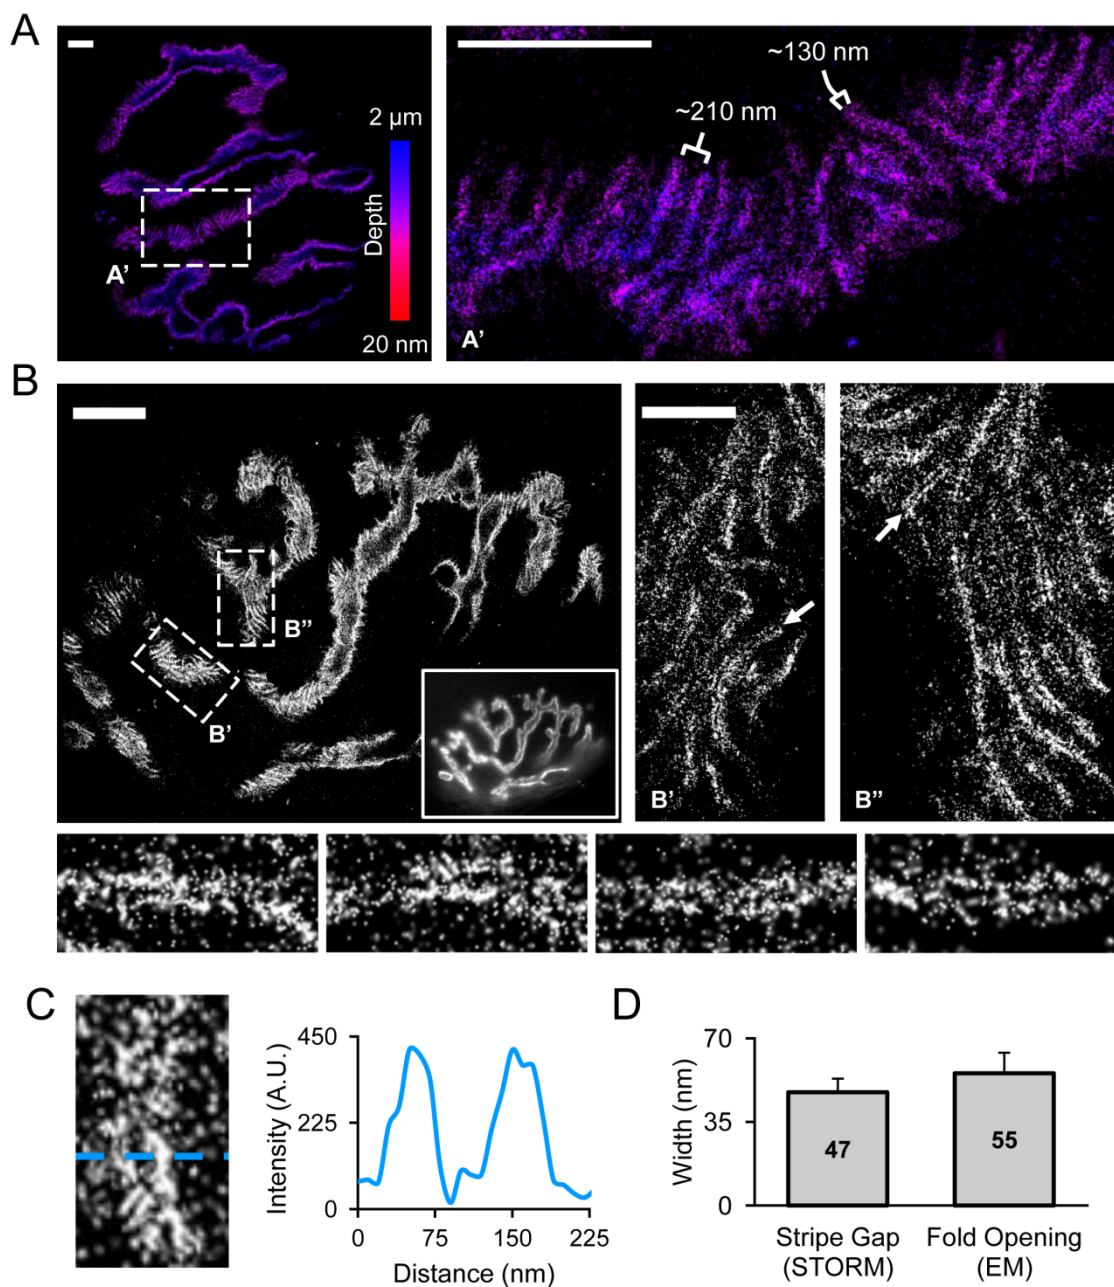 A
2 µm
Depth
20 nm
A’
~130 nm
~210 nm
A’
B
B’’
B’
B’
B’’
C
450
225
0
Intensity (A.U.)
0
75
150
225
Distance (nm)
D
70
35
0
Width (nm)
47
55
Stripe Gap
(STORM)
Fold Opening
(EM)